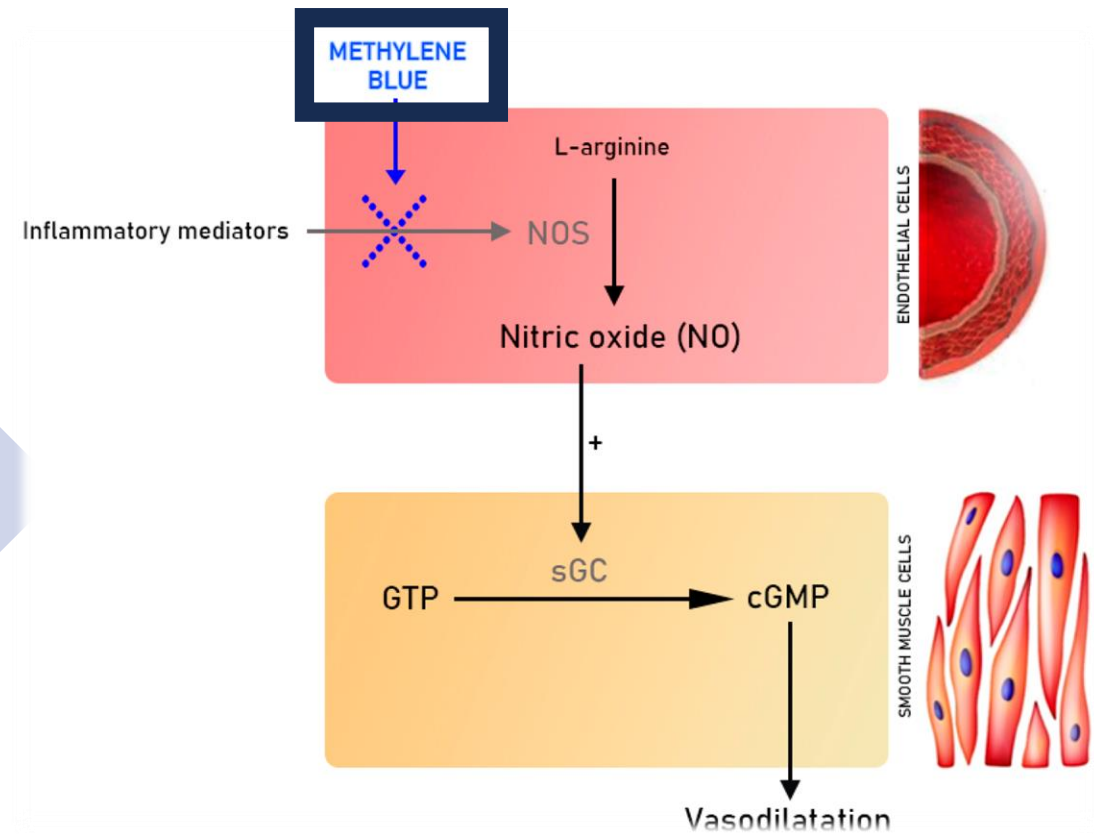 METHYLENE
BLUE
L-arginine
Inflammatory mediators
NOS
Nitric oxide (NO)
ENDOTHELIAL CELLS
+
sGC
GTP
cGMP
SMOOTH MUSCLE CELLS
Vasodilatation